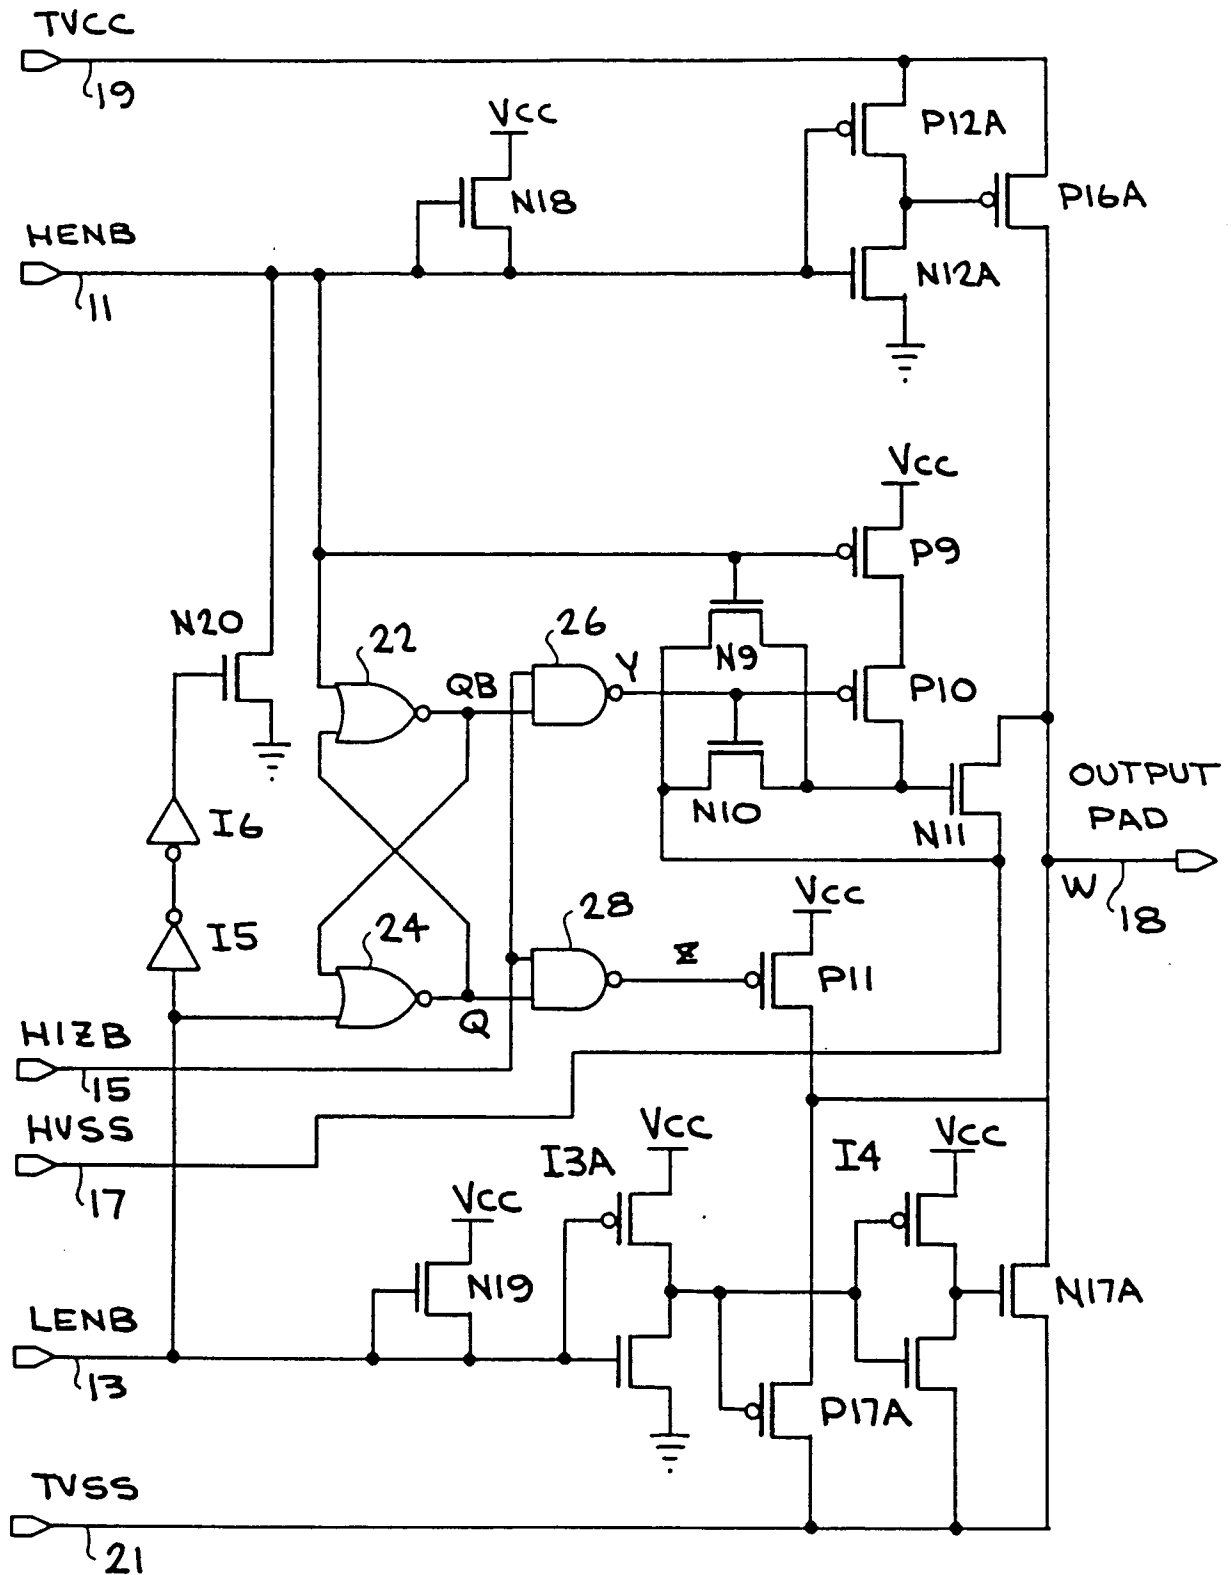 TVCC
19
VCC
P12A
N18
P16A
HENB
11
N12A
VCC
P9
N20
22
26
QB
Y
N9
P10
OUTPUT
PAD
N10
N11
I6
W
18
VCC
I5
24
28
Z
P11
Q
HIZB
15
HVSS
17
VCC
I3A
I4
VCC
VCC
N19
N17A
LENB
13
P17A
TVSS
21